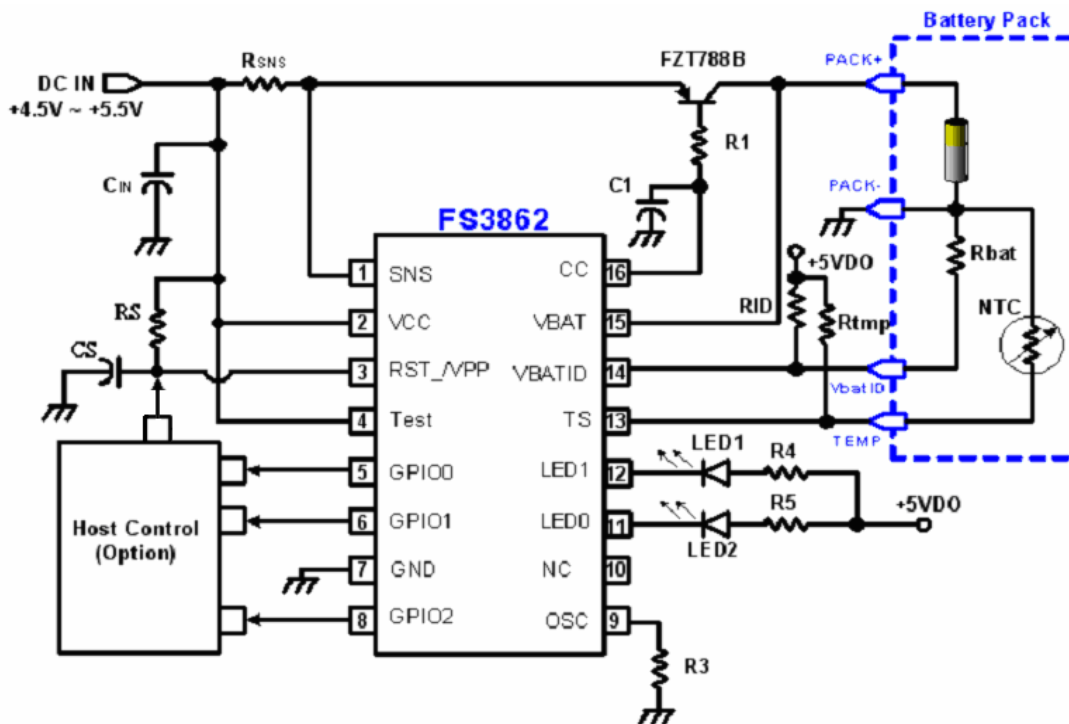 Battery Pack
RSNS
FZT788B
PACK+
DC IN
+4.5V ~ +5.5V
R1
CIN
C1
PACK-
FS3862
+5VDO
Rbat
RID
Rtmp
NTC
RS
CS
1 SNS
2 VCC
3 RST_/VPP
4 Test
5 GPIO0
6 GPIO1
7 GND
8 GPIO2
CC 16
VBAT 15
VBATID 14
TS 13
LED1 12
LED0 11
NC 10
OSC 9
VbatID
TEMP
LED1
R4
R5
LED2
+5VDO
Host Control
(Option)
R3